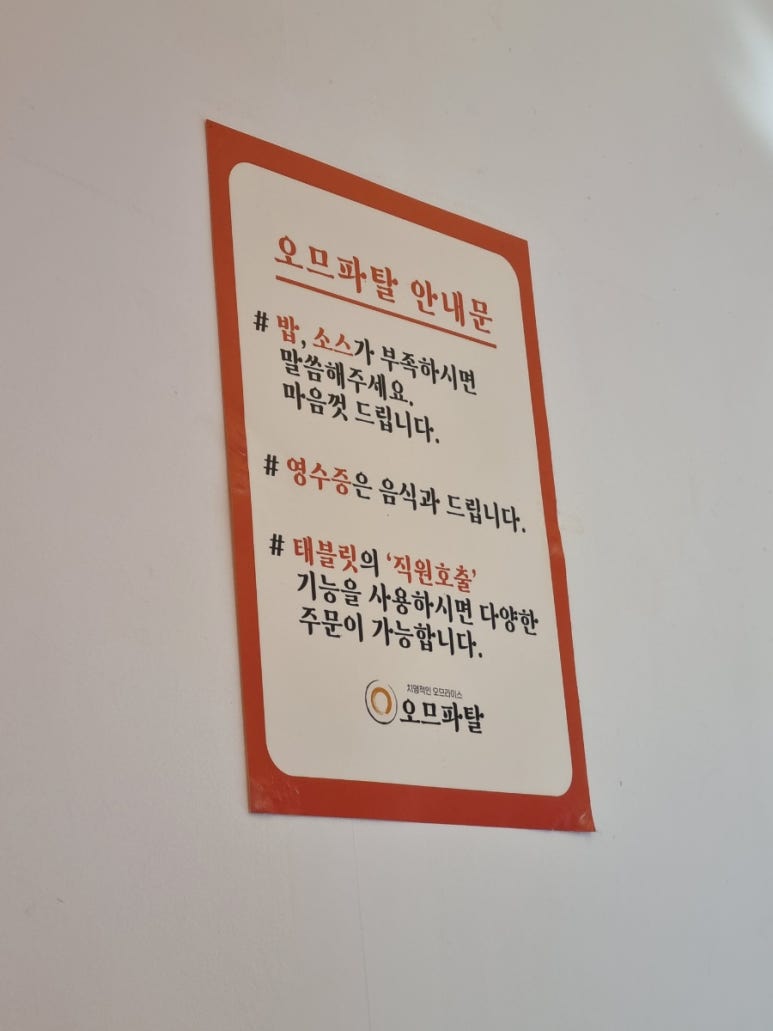 오므파탈 안내문
# 밥, 소스가 부족하시면
말씀해주세요.
마음껏 드립니다.
# 영수증은 음식과 드립니다.
# 태블릿의 ‘직원호출’
기능을 사용하시면 다양한
주문이 가능합니다.
치명적인 오므라이스
오므파탈